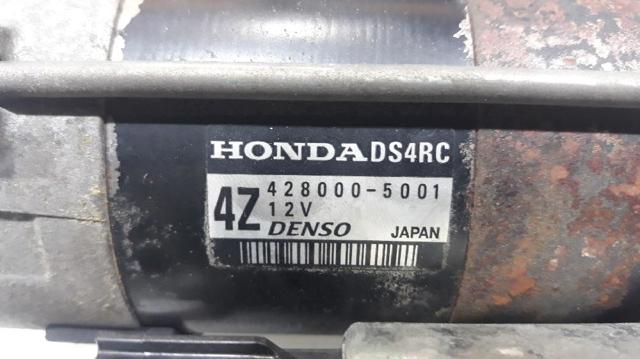 HONDA DS4RC
4Z 428000-5001
12V
DENSO JAPAN